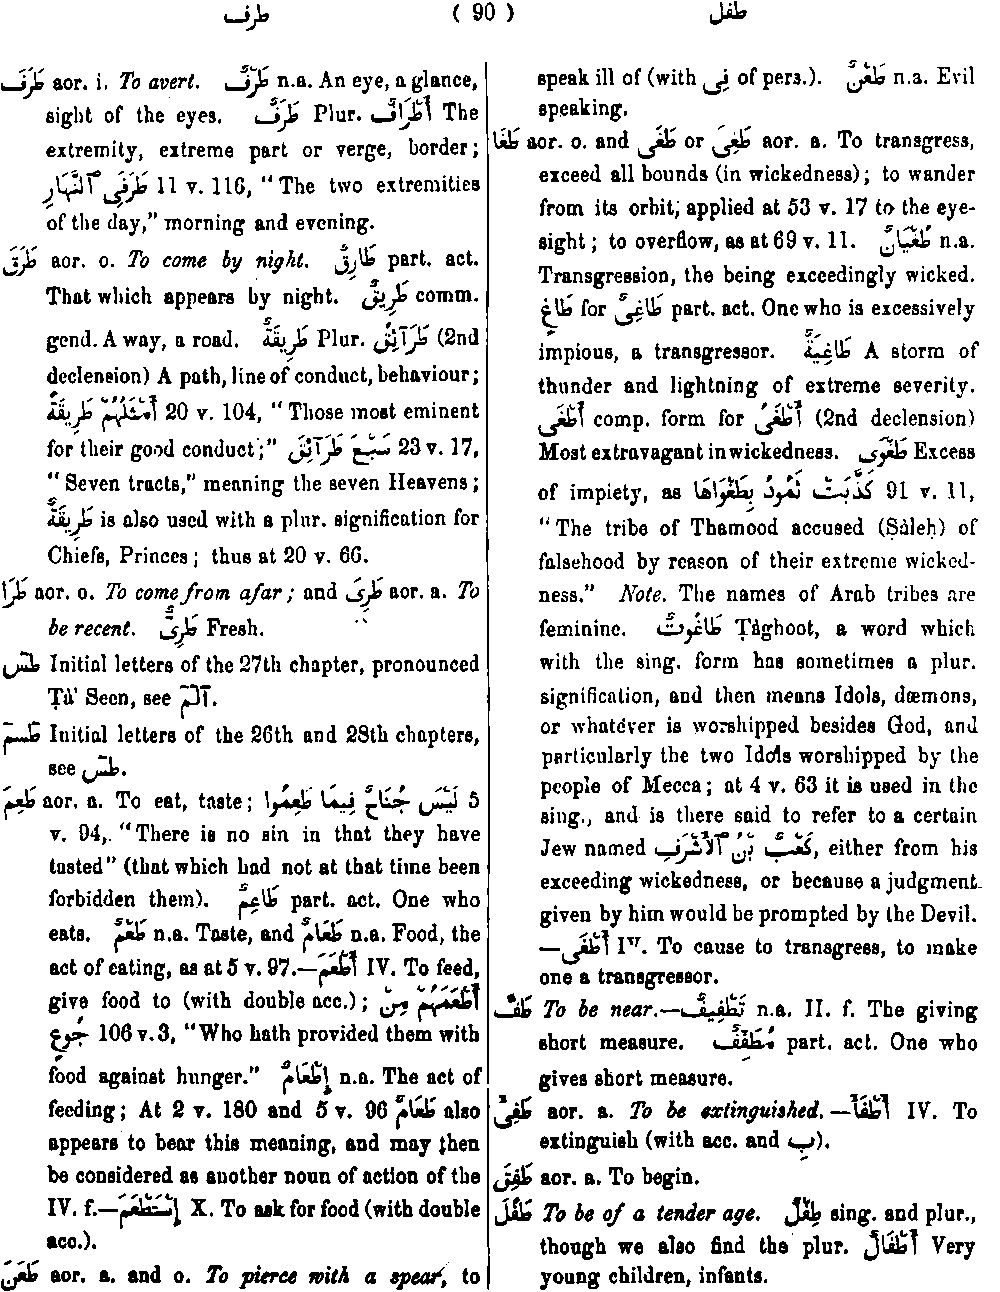 طرف ( 90 ) طفل
طَرَفَ aor. i. To avert. طَرْفٌ n.a. An eye, a glance,
sight of the eyes. طَرَفٌ Plur. أَطْرَافٌ The
extremity, extreme part or verge, border;
طَرَفَيِ ٱلنَّهَارِ 11 v. 116, "The two extremities
of the day," morning and evening.
طَرَقَ aor. o. To come by night. طَارِقٌ part. act.
That which appears by night. طَرِيقٌ comm.
gend. A way, a road. طَرِيقَةٌ Plur. طَرَآئِقُ (2nd
declension) A path, line of conduct, behaviour;
أَمْثَلُهُمْ طَرِيقَةً 20 v. 104, "Those most eminent
for their good conduct;" سَبْعَ طَرَآئِقَ 23 v. 17,
"Seven tracts," meaning the seven Heavens;
طَرِيقَةٌ is also used with a plur. signification for
Chiefs, Princes; thus at 20 v. 66.
طَرَا aor. o. To come from afar; and طَرِىَ aor. a. To
be recent. طَرِىٌّ Fresh.
طٰسٓ Initial letters of the 27th chapter, pronounced
Ṭà' Seen, see آلٓمٓ.
طٰسٓمٓ Initial letters of the 26th and 28th chapters,
see طٰسٓ.
طَعِمَ aor. a. To eat, taste; لَيْسَ جُنَاحٌ فِيمَا طَعِمُوا 5
v. 94, "There is no sin in that they have
tasted" (that which had not at that time been
forbidden them). طَاعِمٌ part. act. One who
eats. طَعْمٌ n.a. Taste, and طَعَامٌ n.a. Food, the
act of eating, as at 5 v. 97.—أَطْعَمَ IV. To feed,
give food to (with double acc.); أَطْعَمَهُمْ مِنْ
جُوعٍ 106 v. 3, "Who hath provided them with
food against hunger." إِطْعَامٌ n.a. The act of
feeding; At 2 v. 180 and 5 v. 96 طَعَامٌ also
appears to bear this meaning, and may then
be considered as another noun of action of the
IV. f.—إِسْتَطْعَمَ X. To ask for food (with double
acc.).
طَعَنَ aor. a. and o. To pierce with a spear, to
speak ill of (with فِي of pers.). طَعْنٌ n.a. Evil
speaking.
طَغَا aor. o. and طَغَى or طَغِىَ aor. a. To transgress,
exceed all bounds (in wickedness); to wander
from its orbit, applied at 53 v. 17 to the eye-
sight; to overflow, as at 69 v. 11. طُغْيَانٌ n.a.
Transgression, the being exceedingly wicked.
طَاغٍ for طَاغِىٌ part. act. One who is excessively
impious, a transgressor. طَاغِيَةٌ A storm of
thunder and lightning of extreme severity.
أَطْغَى comp. form for أَطْغَىُ (2nd declension)
Most extravagant in wickedness. طَغْوَى Excess
of impiety, as كَذَّبَتْ ثَمُودُ بِطَغْوَاهَا 91 v. 11,
"The tribe of Thamood accused (Ṣàleḥ) of
falsehood by reason of their extreme wicked-
ness." Note. The names of Arab tribes are
feminine. طَاغُوتٌ Ṭàghoot, a word which
with the sing. form has sometimes a plur.
signification, and then means Idols, dæmons,
or whatever is worshipped besides God, and
particularly the two Idols worshipped by the
people of Mecca; at 4 v. 63 it is used in the
sing., and is there said to refer to a certain
Jew named كَعْبُ بْنُ ٱلْأَشْرَفِ, either from his
exceeding wickedness, or because a judgment
given by him would be prompted by the Devil.
—أَطْغَى IV. To cause to transgress, to make
one a transgressor.
طَفَّ To be near.—تَطْفِيفٌ n.a. II. f. The giving
short measure. مُطَفِّفٌ part. act. One who
gives short measure.
طَفِئَ aor. a. To be extinguished.—أَطْفَأَ IV. To
extinguish (with acc. and بِ).
طَفِقَ aor. a. To begin.
طَفُلَ To be of a tender age. طِفْلٌ sing. and plur.,
though we also find the plur. أَطْفَالٌ Very
young children, infants.